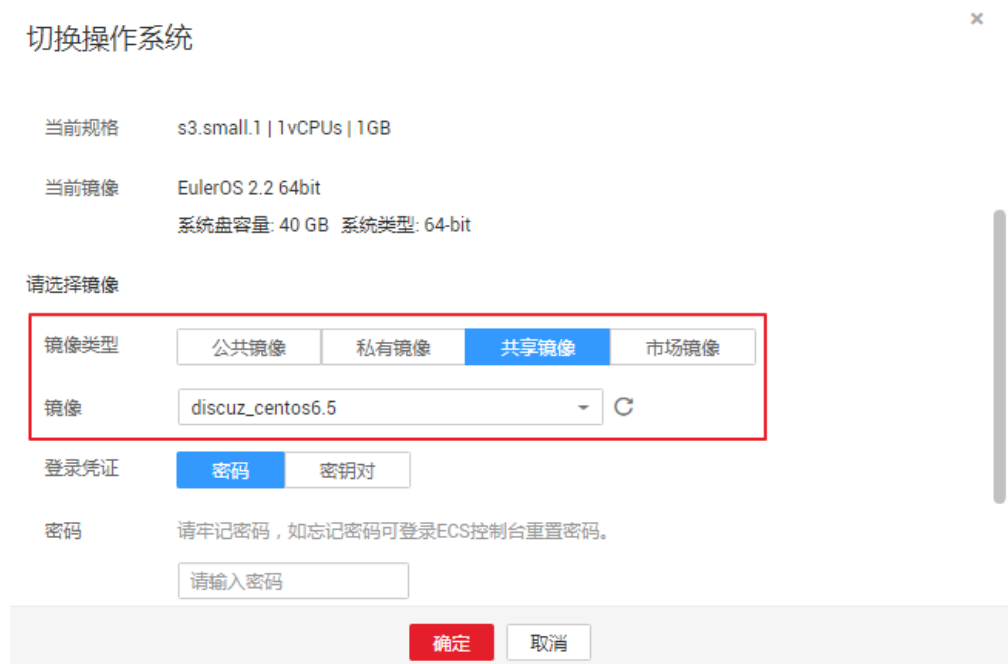 切换操作系统
当前规格 s3.small.1 | 1vCPUs | 1GB
当前镜像 EulerOS 2.2 64bit
系统盘容量: 40 GB 系统类型: 64-bit
请选择镜像
镜像类型 公共镜像 私有镜像 共享镜像 市场镜像
镜像 discuz_centos6.5
登录凭证 密码 密钥对
密码 请牢记密码，如忘记密码可登录ECS控制台重置密码。
请输入密码
确定 取消